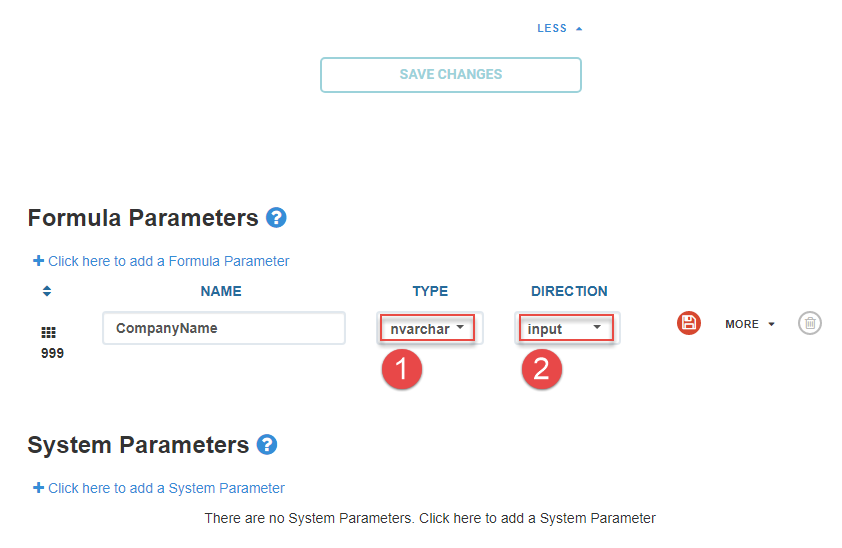 LESS
SAVE CHANGES
Formula Parameters ?
+ Click here to add a Formula Parameter
NAME TYPE DIRECTION
CompanyName nvarchar input MORE
999
1 2
System Parameters ?
+ Click here to add a System Parameter
There are no System Parameters. Click here to add a System Parameter